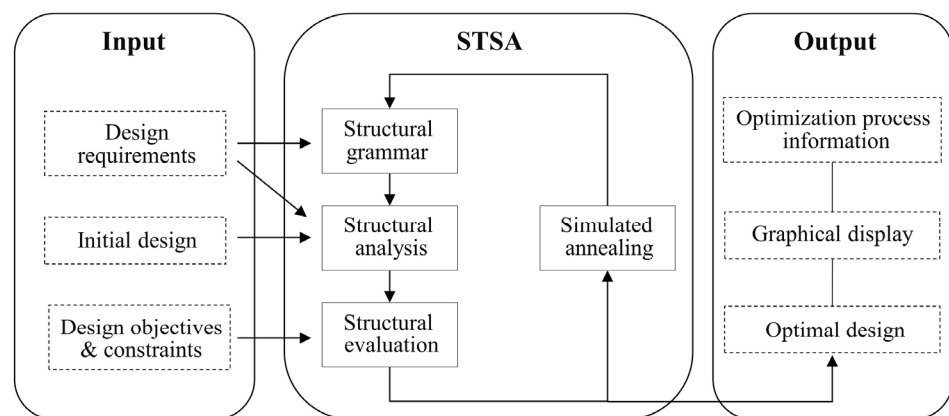 Input
Design
requirements
Initial design
Design objectives
& constraints
STSA
Structural
grammar
Structural
analysis
Structural
evaluation
Simulated
annealing
Output
Optimization process
information
Graphical display
Optimal design